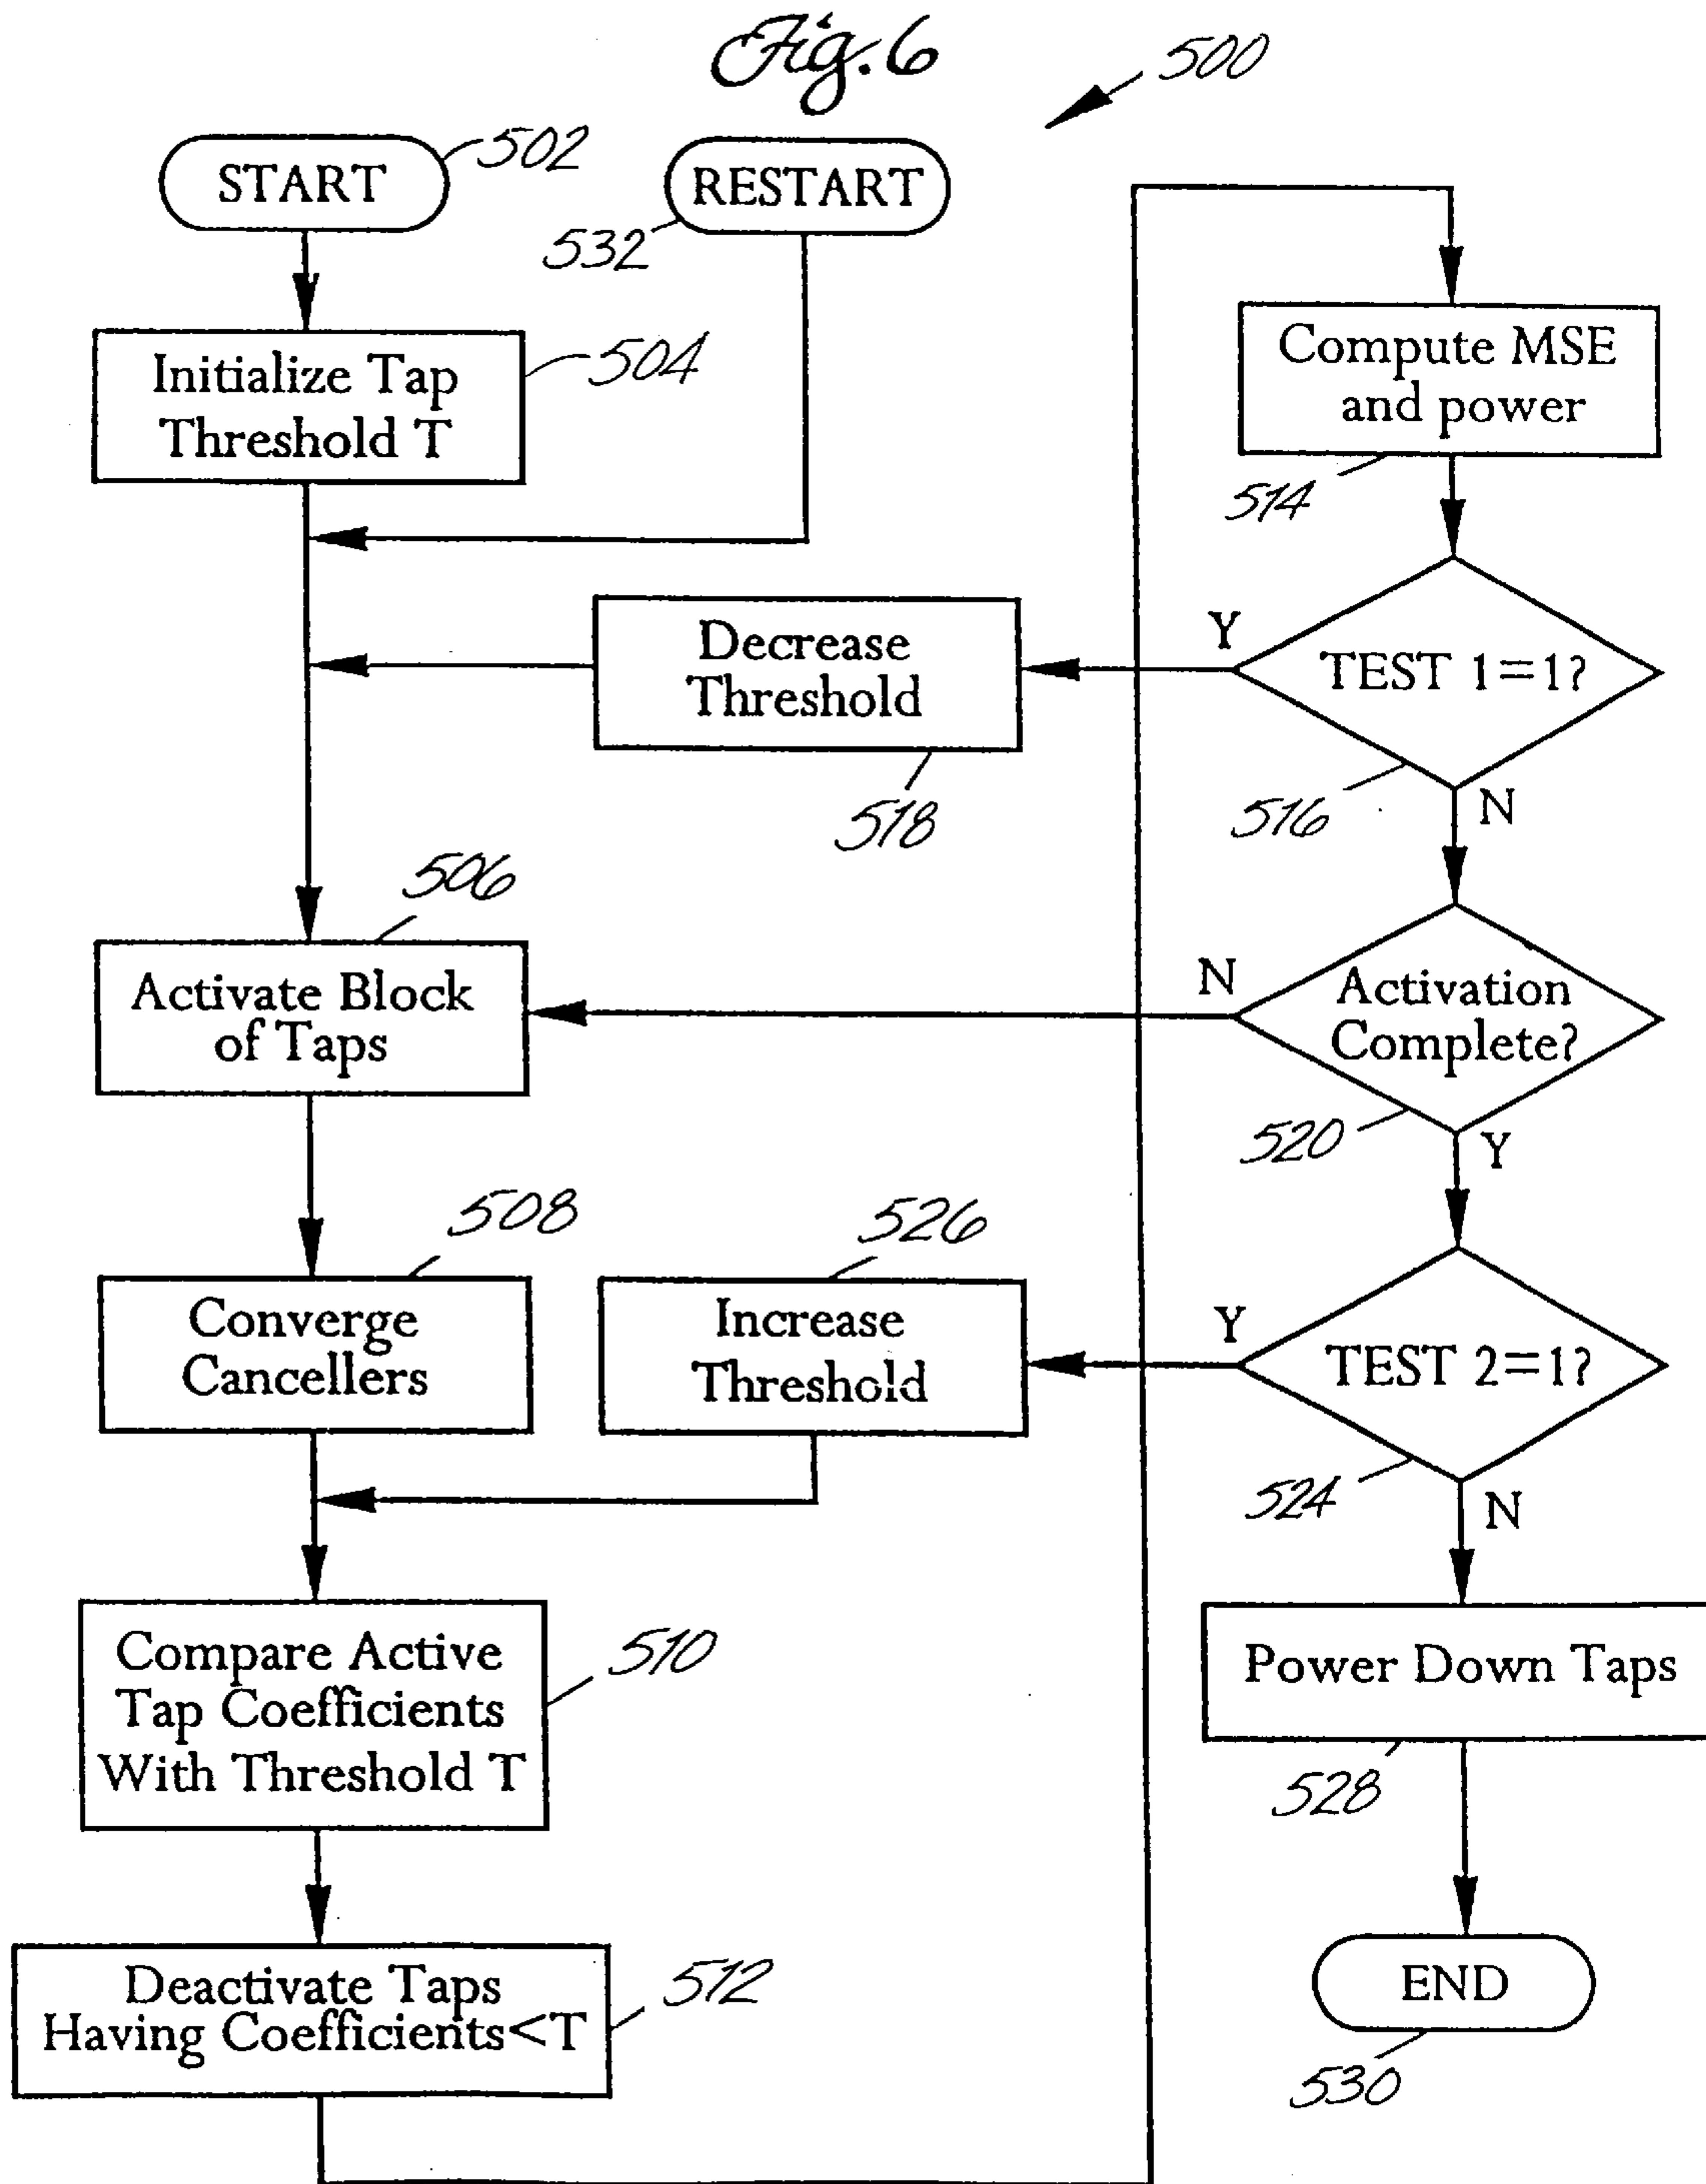 Fig. 6
500
START
502
RESTART
532
Initialize Tap
Threshold T
504
Decrease
Threshold
518
Activate Block
of Taps
506
Converge
Cancellers
508
Increase
Threshold
526
Compare Active
Tap Coefficients
With Threshold T
510
Deactivate Taps
Having Coefficients<T
512
Compute MSE
and power
514
TEST 1=1?
516
Y
N
Activation
Complete?
520
N
Y
TEST 2=1?
524
Y
N
Power Down Taps
528
END
530